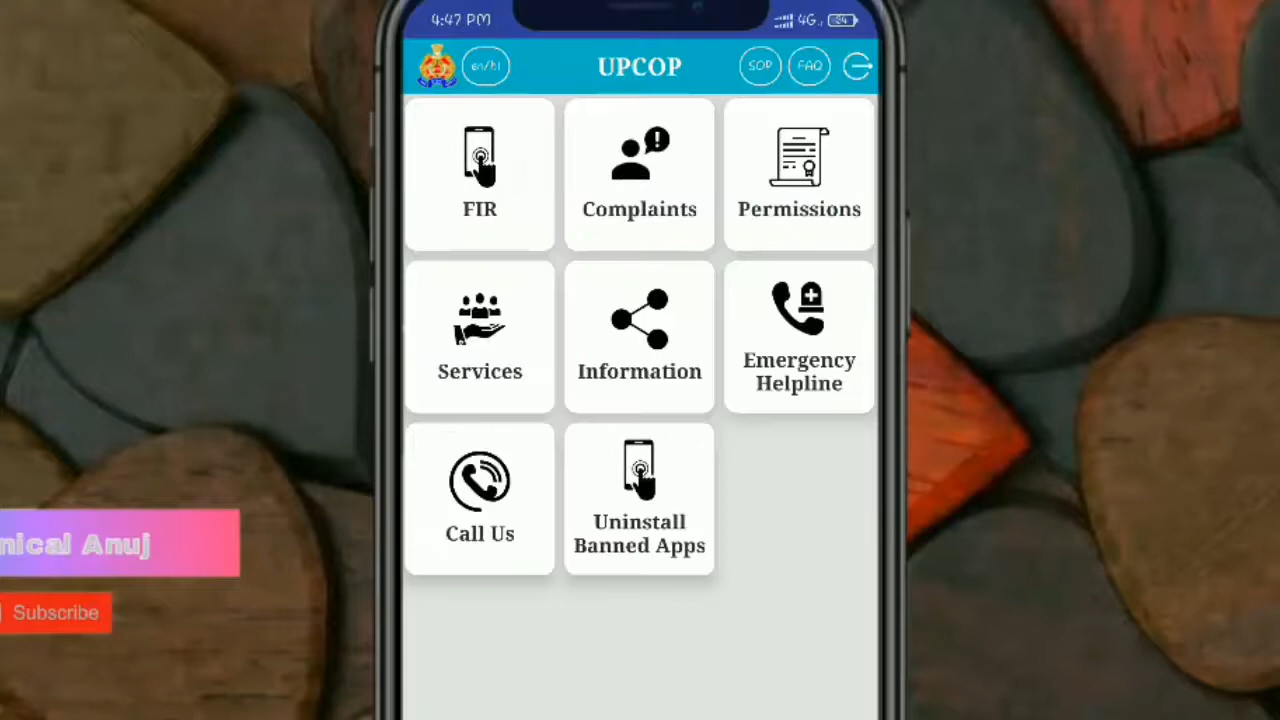 4:47 PM
4G
84
en/hi
UPCOP
SOP
FAQ
FIR
Complaints
Permissions
Services
Information
Emergency
Helpline
Call Us
Uninstall
Banned Apps
nical Anuj
Subscribe